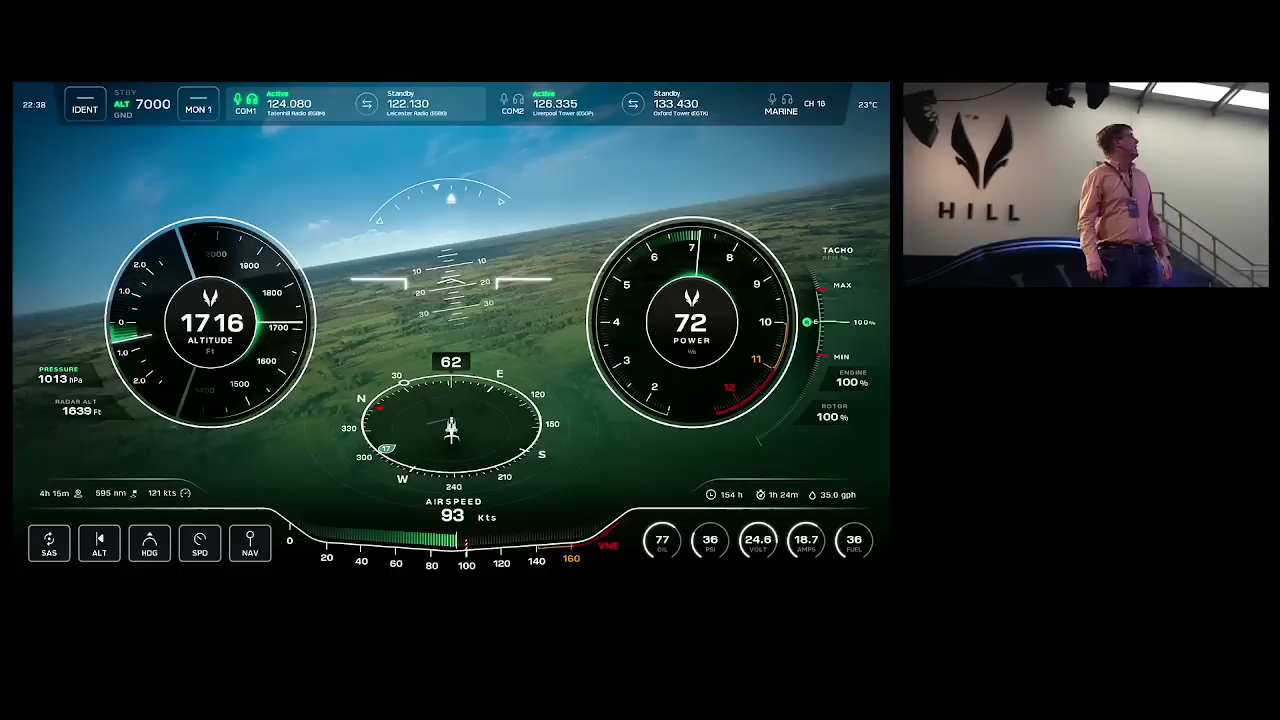 22:38
IDENT
STBY
ALT 7000
GND
MON 1
COM1
Active
124.080
Tatenhill Radio (EGBM)
Standby
122.130
Leicester Radio (EGBG)
COM2
Active
126.335
Liverpool Tower (EGGP)
Standby
133.430
Oxford Tower (EGTK)
MARINE
CH 16
23°C
2000
1900
1800
1700
1600
1500
1400
2.0
1.0
0
1.0
2.0
1716
ALTITUDE
Ft
PRESSURE
1013 hPa
RADAR ALT
1639 Ft
10 10
20 20
30 30
62
N
30
E
120
150
S
210
240
W
300
330
17
2
3
4
5
6
7
8
9
10
11
12
72
POWER
%
TACHO
RPM %
MAX
100%
MIN
R E
ENGINE
100 %
ROTOR
100 %
4h 15m 595 nm 121 kts
154 h 1h 24m 35.0 gph
AIRSPEED
93 Kts
SAS
ALT
HDG
SPD
NAV
0
20
40
60
80
100
120
140
160
VNE
77
OIL
36
PSI
24.6
VOLT
18.7
AMPS
36
FUEL
HILL